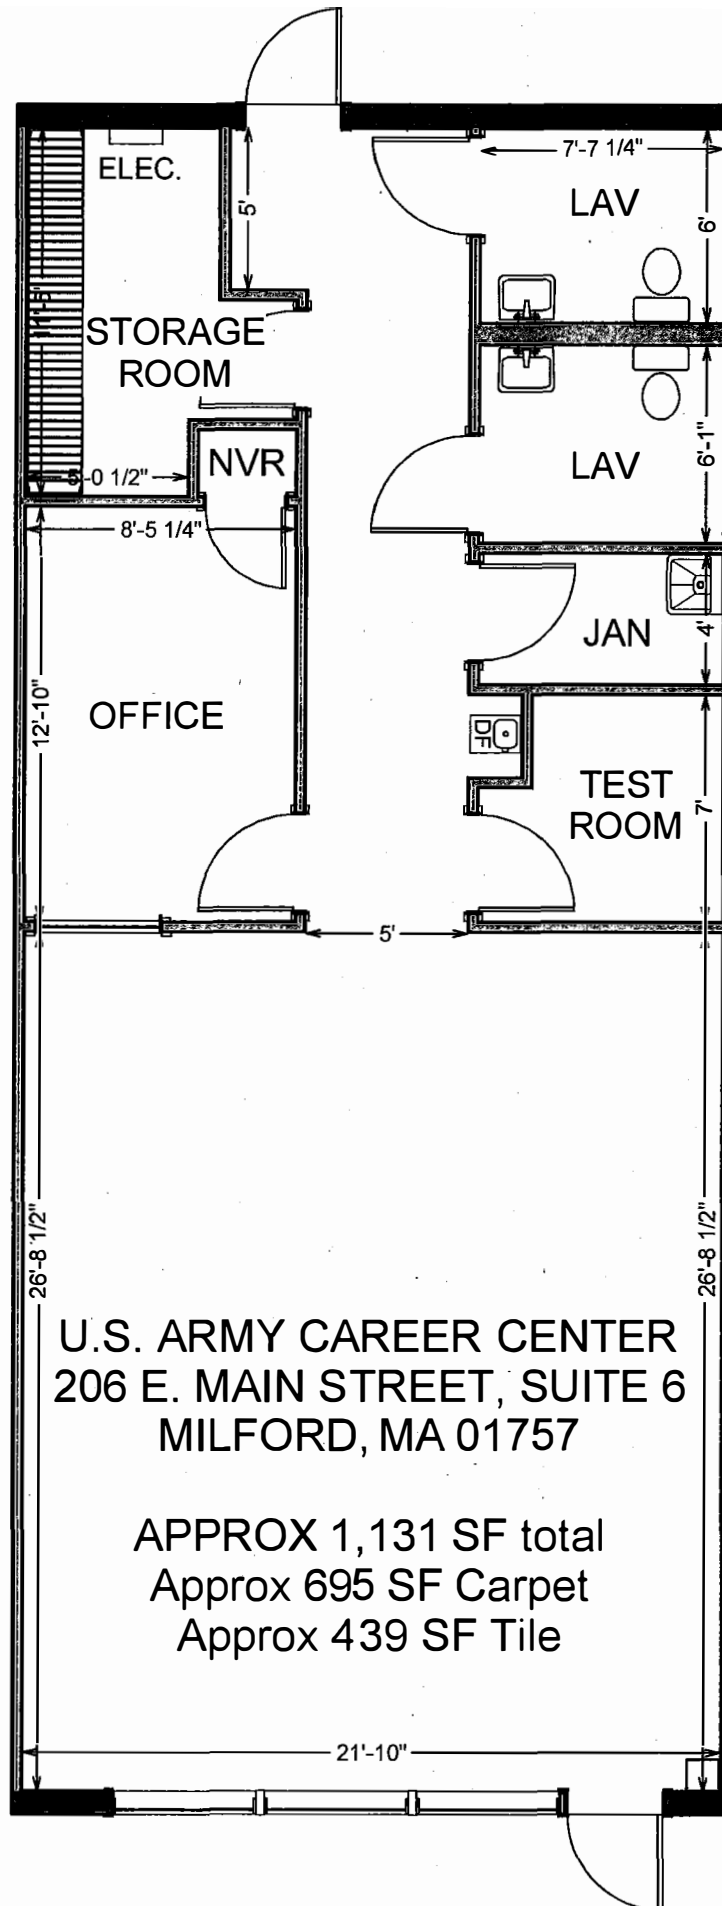 7'-7 1/4"
ELEC.
LAV
5'
6'
11'-5'
STORAGE
ROOM
NVR
LAV
6'-1"
5-0 1/2"
8'-5 1/4"
JAN
4'
12'-10"
OFFICE
DF
TEST
ROOM
7'
5'
26'-8 1/2"
26'-8 1/2"
U.S. ARMY CAREER CENTER
206 E. MAIN STREET, SUITE 6
MILFORD, MA 01757
APPROX 1,131 SF total
Approx 695 SF Carpet
Approx 439 SF Tile
21'-10"